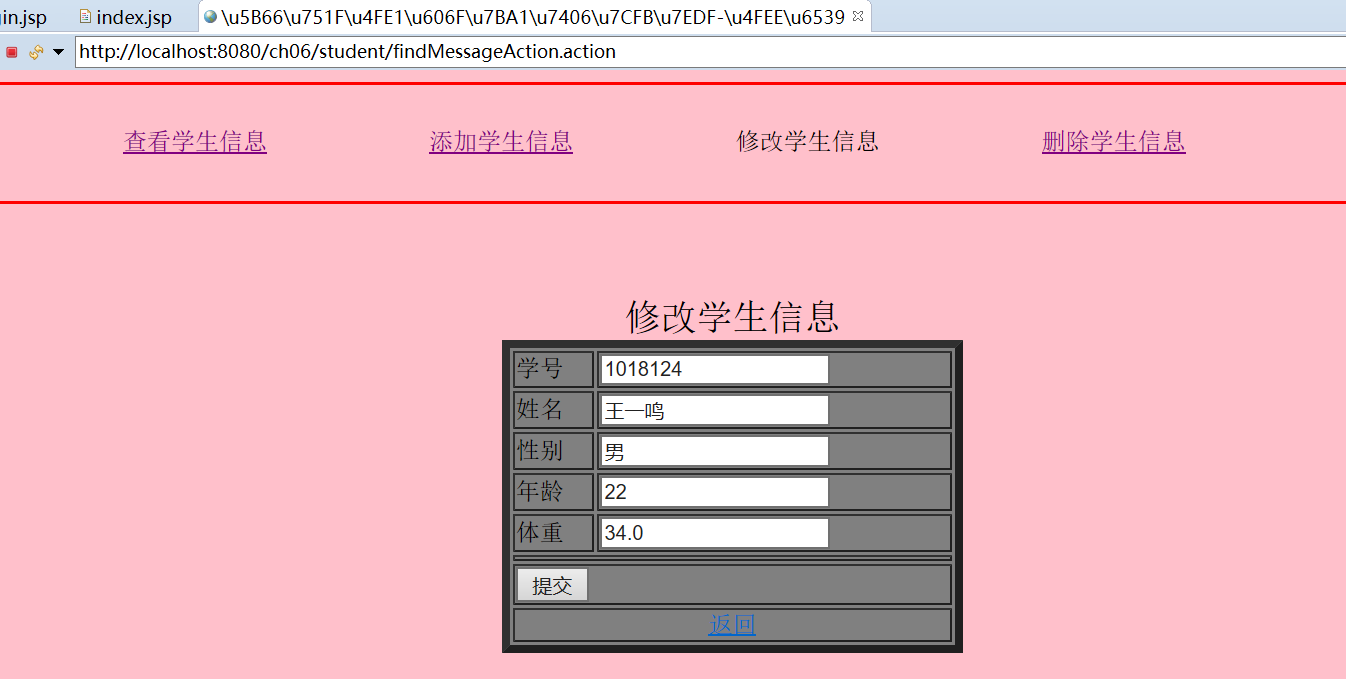 in.jsp index.jsp \u5B66\u751F\u4FE1\u606F\u7BA1\u7406\u7CFB\u7EDF-\u4FEE\u6539
http://localhost:8080/ch06/student/findMessageAction.action
查看学生信息 添加学生信息 修改学生信息 删除学生信息
修改学生信息
学号 1018124
姓名 王一鸣
性别 男
年龄 22
体重 34.0
提交
返回